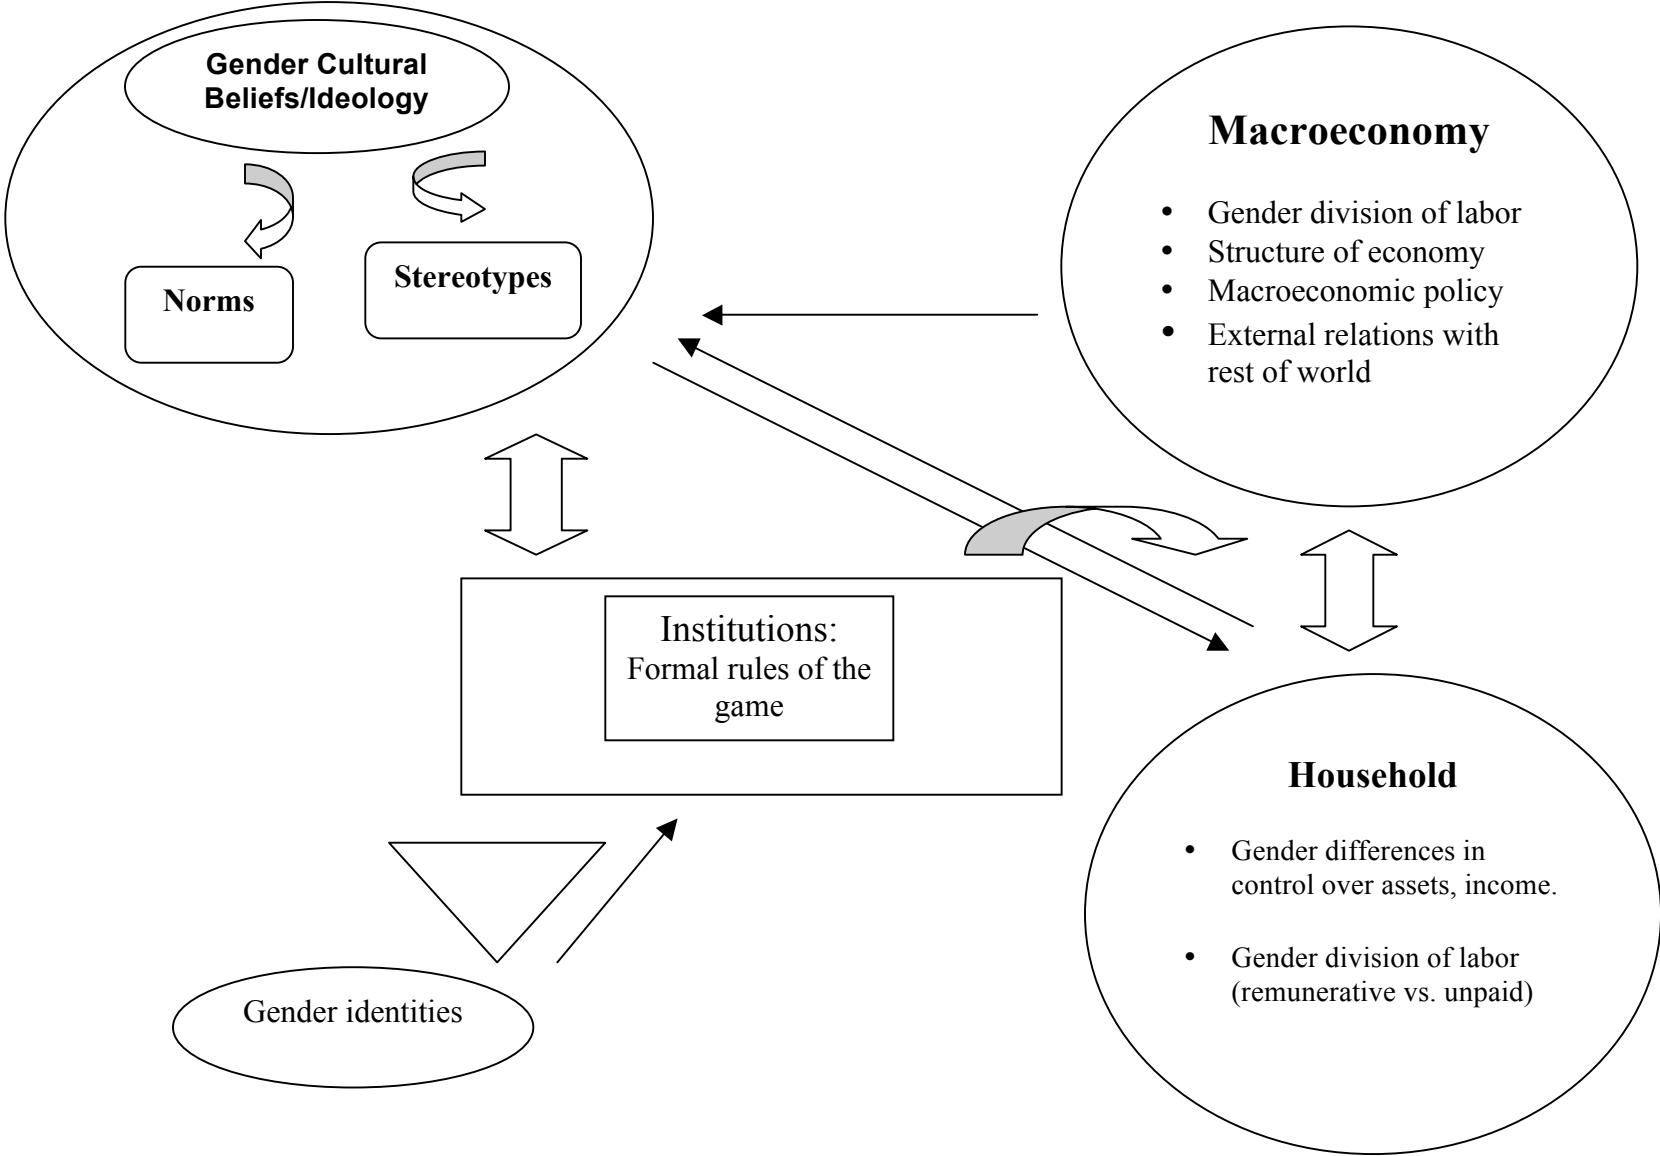 Gender Cultural
Beliefs/Ideology
Norms
Stereotypes
Macroeconomy
• Gender division of labor
• Structure of economy
• Macroeconomic policy
• External relations with
rest of world
Institutions:
Formal rules of the
game
Household
• Gender differences in
control over assets, income.
• Gender division of labor
(remunerative vs. unpaid)
Gender identities